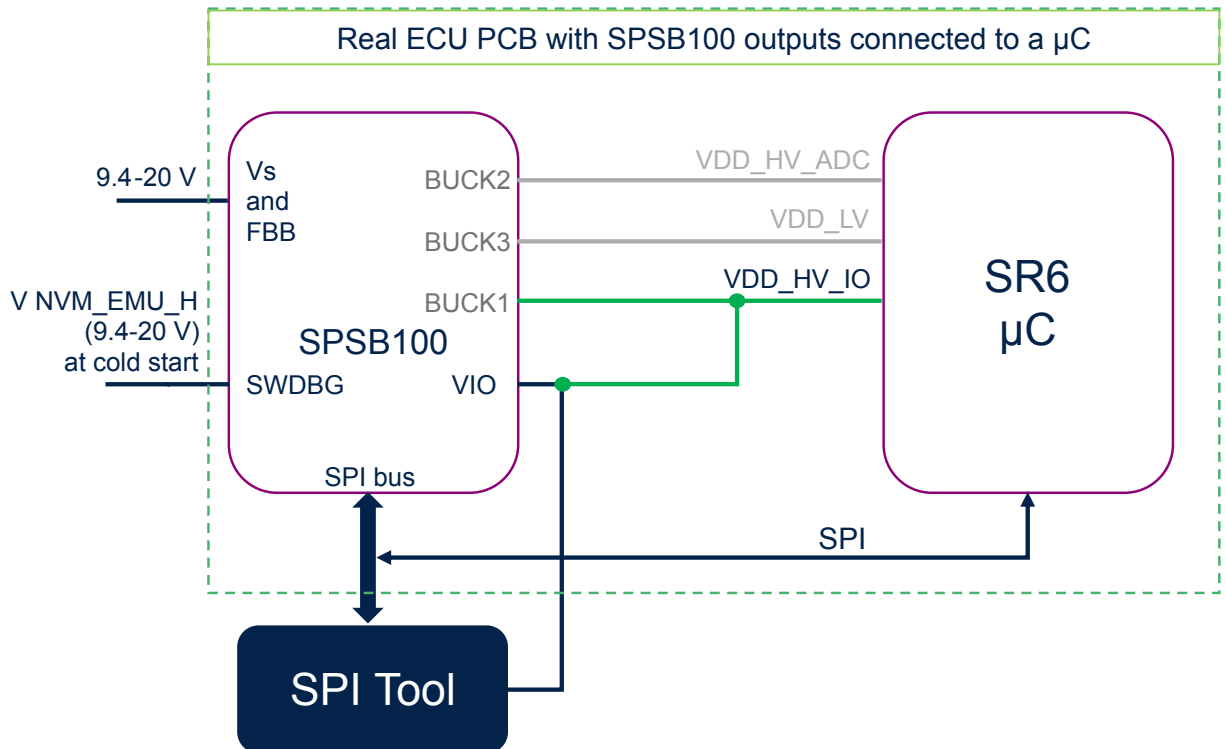 Real ECU PCB with SPSB100 outputs connected to a µC
9.4-20 V
Vs
and
FBB
BUCK2
VDD_HV_ADC
BUCK3
VDD_LV
BUCK1
VDD_HV_IO
V NVM_EMU_H
(9.4-20 V)
at cold start
SPSB100
SWDBG
VIO
SPI bus
SR6
µC
SPI
SPI Tool